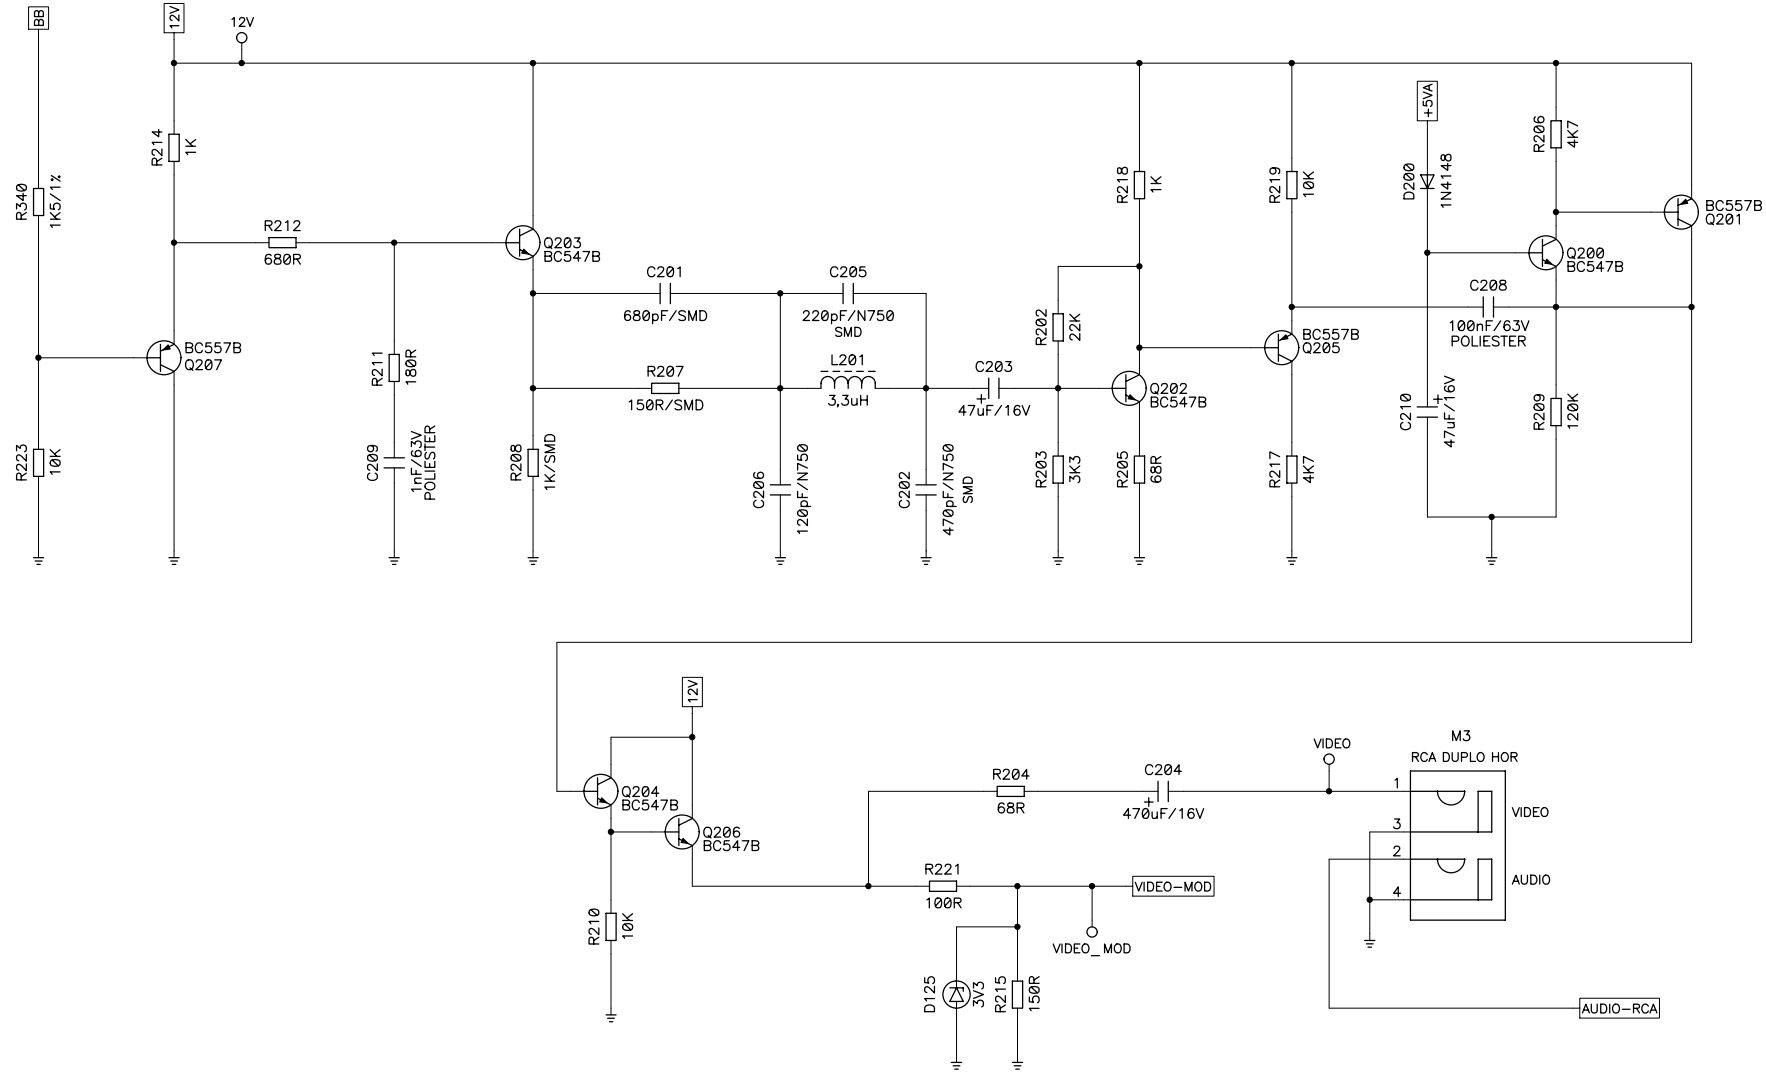 BB
12V
12V
R340
1K5/1%
R223
10K
R214
1K
BC557B
Q207
R212
680R
R211
180R
C209
1nF/63V
POLIESTER
Q203
BC547B
R208
1K/SMD
C201
680pF/SMD
R207
150R/SMD
C205
220pF/N750
SMD
L201
3,3uH
C206
120pF/N750
C202
470pF/N750
SMD
C203
+
47uF/16V
R202
22K
R203
3K3
R218
1K
Q202
BC547B
R205
68R
R219
10K
BC557B
Q205
R217
4K7
+5VA
D200
1N4148
C210
+
47uF/16V
C208
100nF/63V
POLIESTER
R206
4K7
Q200
BC547B
R209
120K
BC557B
Q201
12V
Q204
BC547B
Q206
BC547B
R210
10K
R204
68R
C204
+
470uF/16V
R221
100R
D125
3V3
R215
150R
VIDEO-MOD
VIDEO_MOD
VIDEO
M3
RCA DUPLO HOR
1
3
2
4
VIDEO
AUDIO
AUDIO-RCA